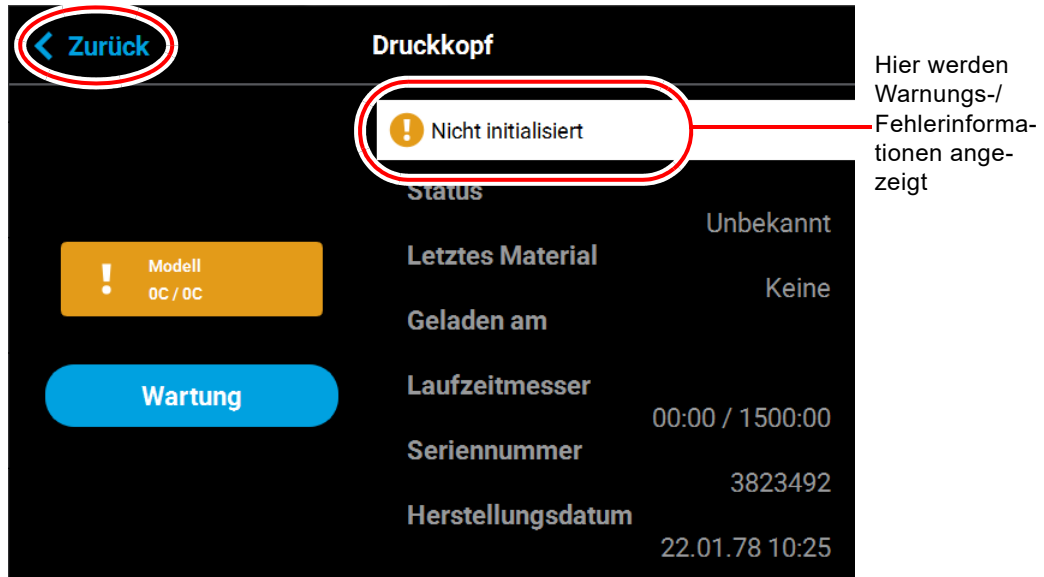 Zurück
Druckkopf
Nicht initialisiert
Hier werden
Warnungs-/
Fehlerinforma-
tionen ange-
zeigt
Modell
0C / 0C
Wartung
Status
Unbekannt
Letztes Material
Keine
Geladen am
Laufzeitmesser
00:00 / 1500:00
Seriennummer
3823492
Herstellungsdatum
22.01.78 10:25